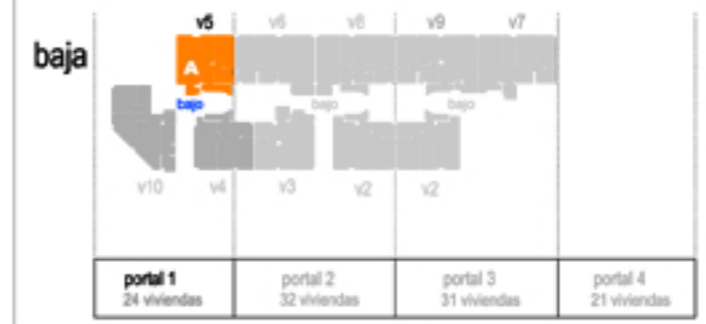 v5 v6 v8 v9 v7
baja
A
bajo bajo bajo
v10 v4 v3 v2 v2
portal 1 portal 2 portal 3 portal 4
24 viviendas 32 viviendas 31 viviendas 21 viviendas